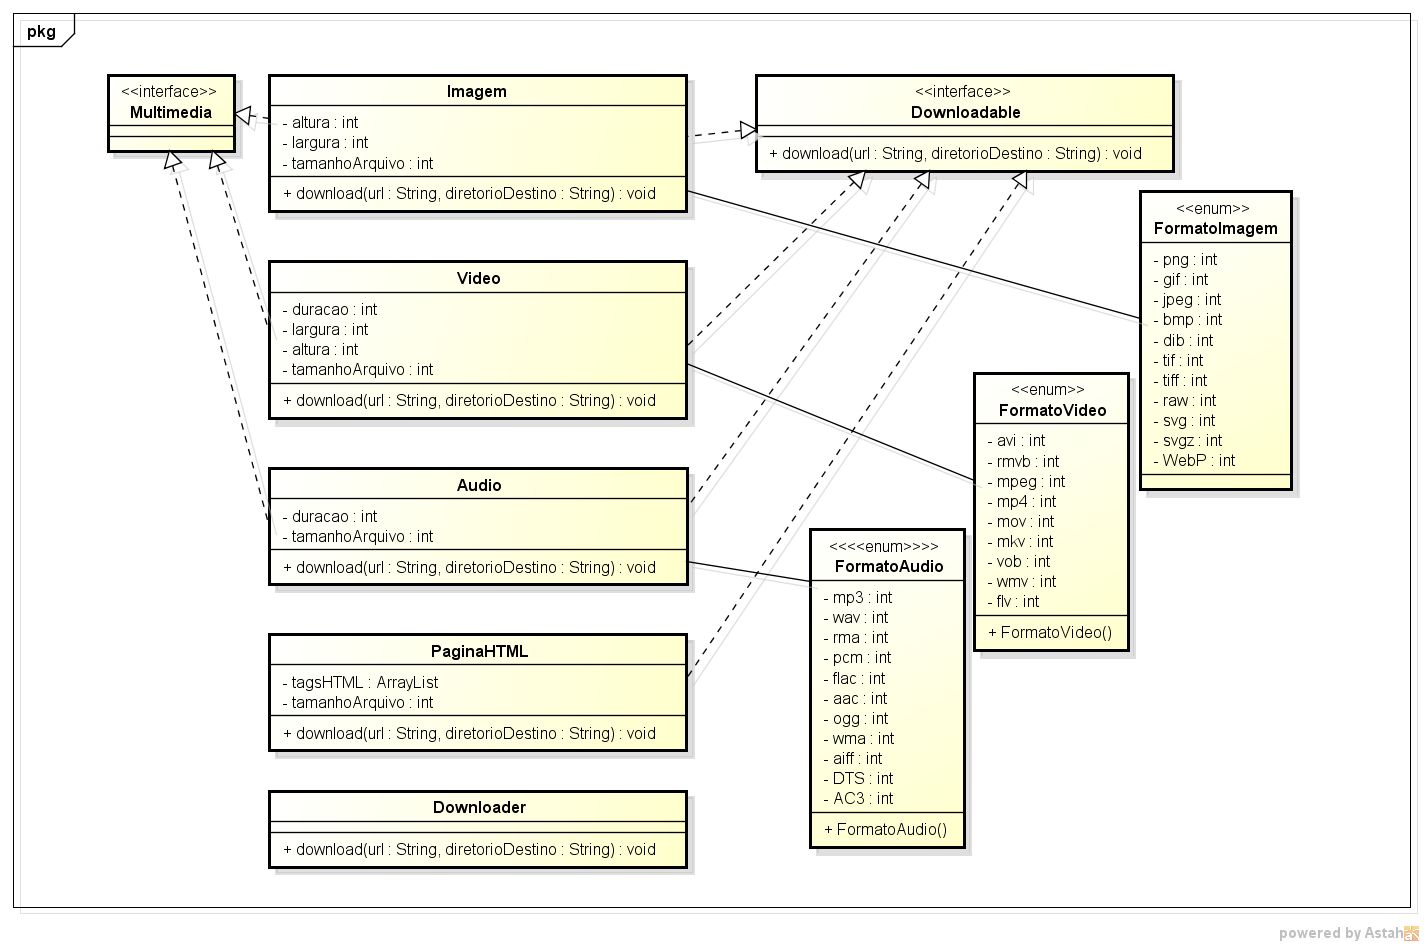 pkg
<<interface>>
Multimedia
Imagem
- altura : int
- largura : int
- tamanhoArquivo : int
+ download(url : String, diretorioDestino : String) : void
<<interface>>
Downloadable
+ download(url : String, diretorioDestino : String) : void
<<enum>>
FormatoImagem
- png : int
- gif : int
- jpeg : int
- bmp : int
- dib : int
- tif : int
- tiff : int
- raw : int
- svg : int
- svgz : int
- WebP : int
Video
- duracao : int
- largura : int
- altura : int
- tamanhoArquivo : int
+ download(url : String, diretorioDestino : String) : void
<<enum>>
FormatoVideo
- avi : int
- rmvb : int
- mpeg : int
- mp4 : int
- mov : int
- mkv : int
- vob : int
- wmv : int
- flv : int
+ FormatoVideo()
Audio
- duracao : int
- tamanhoArquivo : int
+ download(url : String, diretorioDestino : String) : void
<<<<enum>>>>
FormatoAudio
- mp3 : int
- wav : int
- rma : int
- pcm : int
- flac : int
- aac : int
- ogg : int
- wma : int
- aiff : int
- DTS : int
- AC3 : int
+ FormatoAudio()
PaginaHTML
- tagsHTML : ArrayList
- tamanhoArquivo : int
+ download(url : String, diretorioDestino : String) : void
Downloader
+ download(url : String, diretorioDestino : String) : void
powered by Astah